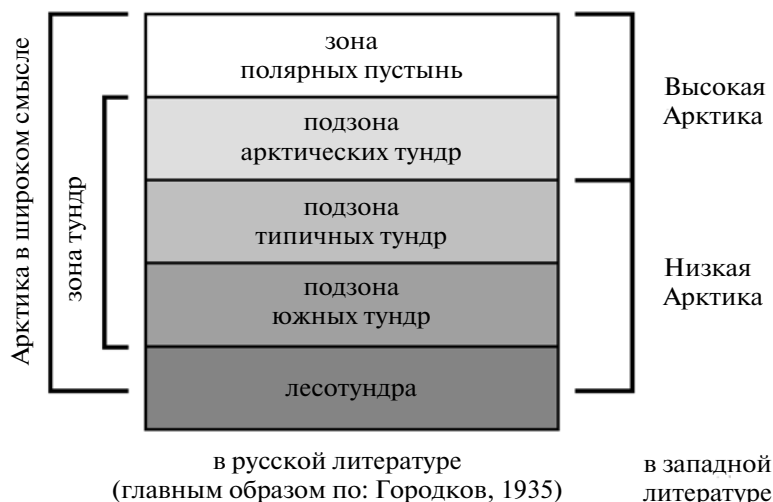 Арктика в широком смысле
зона тундр
зона
полярных пустынь
подзона
арктических тундр
подзона
типичных тундр
подзона
южных тундр
лесотундра
Высокая
Арктика
Низкая
Арктика
в русской литературе
(главным образом по: Городков, 1935)
в западной
литературе